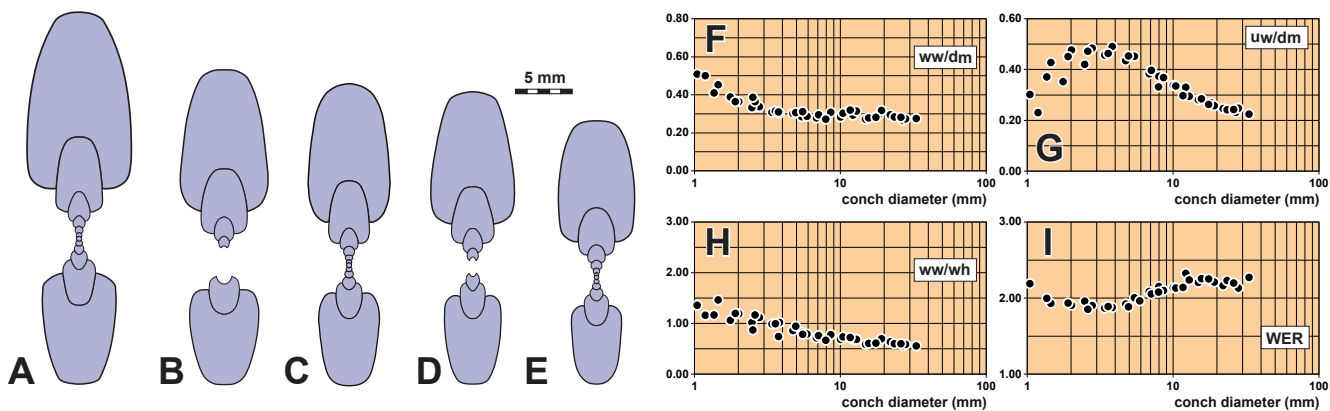 A
B
C
D
E
5 mm
F
ww/dm
0.80
0.60
0.40
0.20
0.00
1
10
100
conch diameter (mm)
G
uw/dm
0.60
0.40
0.20
0.00
1
10
100
conch diameter (mm)
H
ww/wh
3.00
2.00
1.00
0.00
1
10
100
conch diameter (mm)
I
WER
3.00
2.00
1.00
1
10
100
conch diameter (mm)